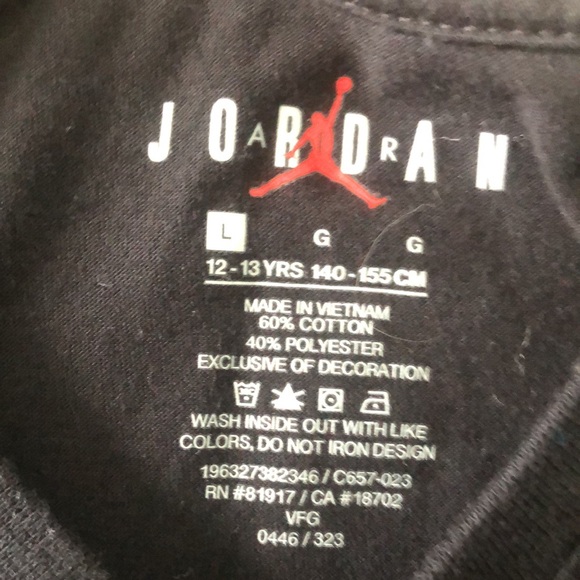 JORDAN
AIR
L G G
12-13 YRS 140-155 CM
MADE IN VIETNAM
60% COTTON
40% POLYESTER
EXCLUSIVE OF DECORATION
WASH INSIDE OUT WITH LIKE
COLORS, DO NOT IRON DESIGN
196327382346 / C657-023
RN #81917 / CA #18702
VFG
0446 / 323